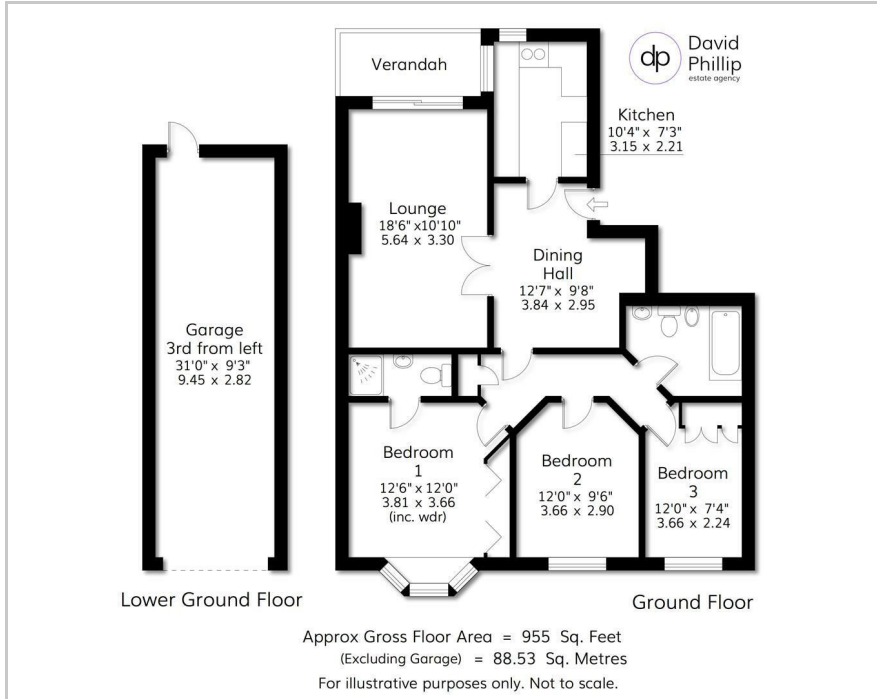 Verandah
dp
David
Phillip
estate agency
Kitchen
10'4" x 7'3"
3.15 x 2.21
Lounge
18'6" x10'10"
5.64 x 3.30
Dining
Hall
12'7" x 9'8"
3.84 x 2.95
Garage
3rd from left
31'0" x 9'3"
9.45 x 2.82
Bedroom
1
12'6" x 12'0"
3.81 x 3.66
(inc. wdr)
Bedroom
2
12'0" x 9'6"
3.66 x 2.90
Bedroom
3
12'0" x 7'4"
3.66 x 2.24
Lower Ground Floor
Ground Floor
Approx Gross Floor Area = 955 Sq. Feet
(Excluding Garage) = 88.53 Sq. Metres
For illustrative purposes only. Not to scale.